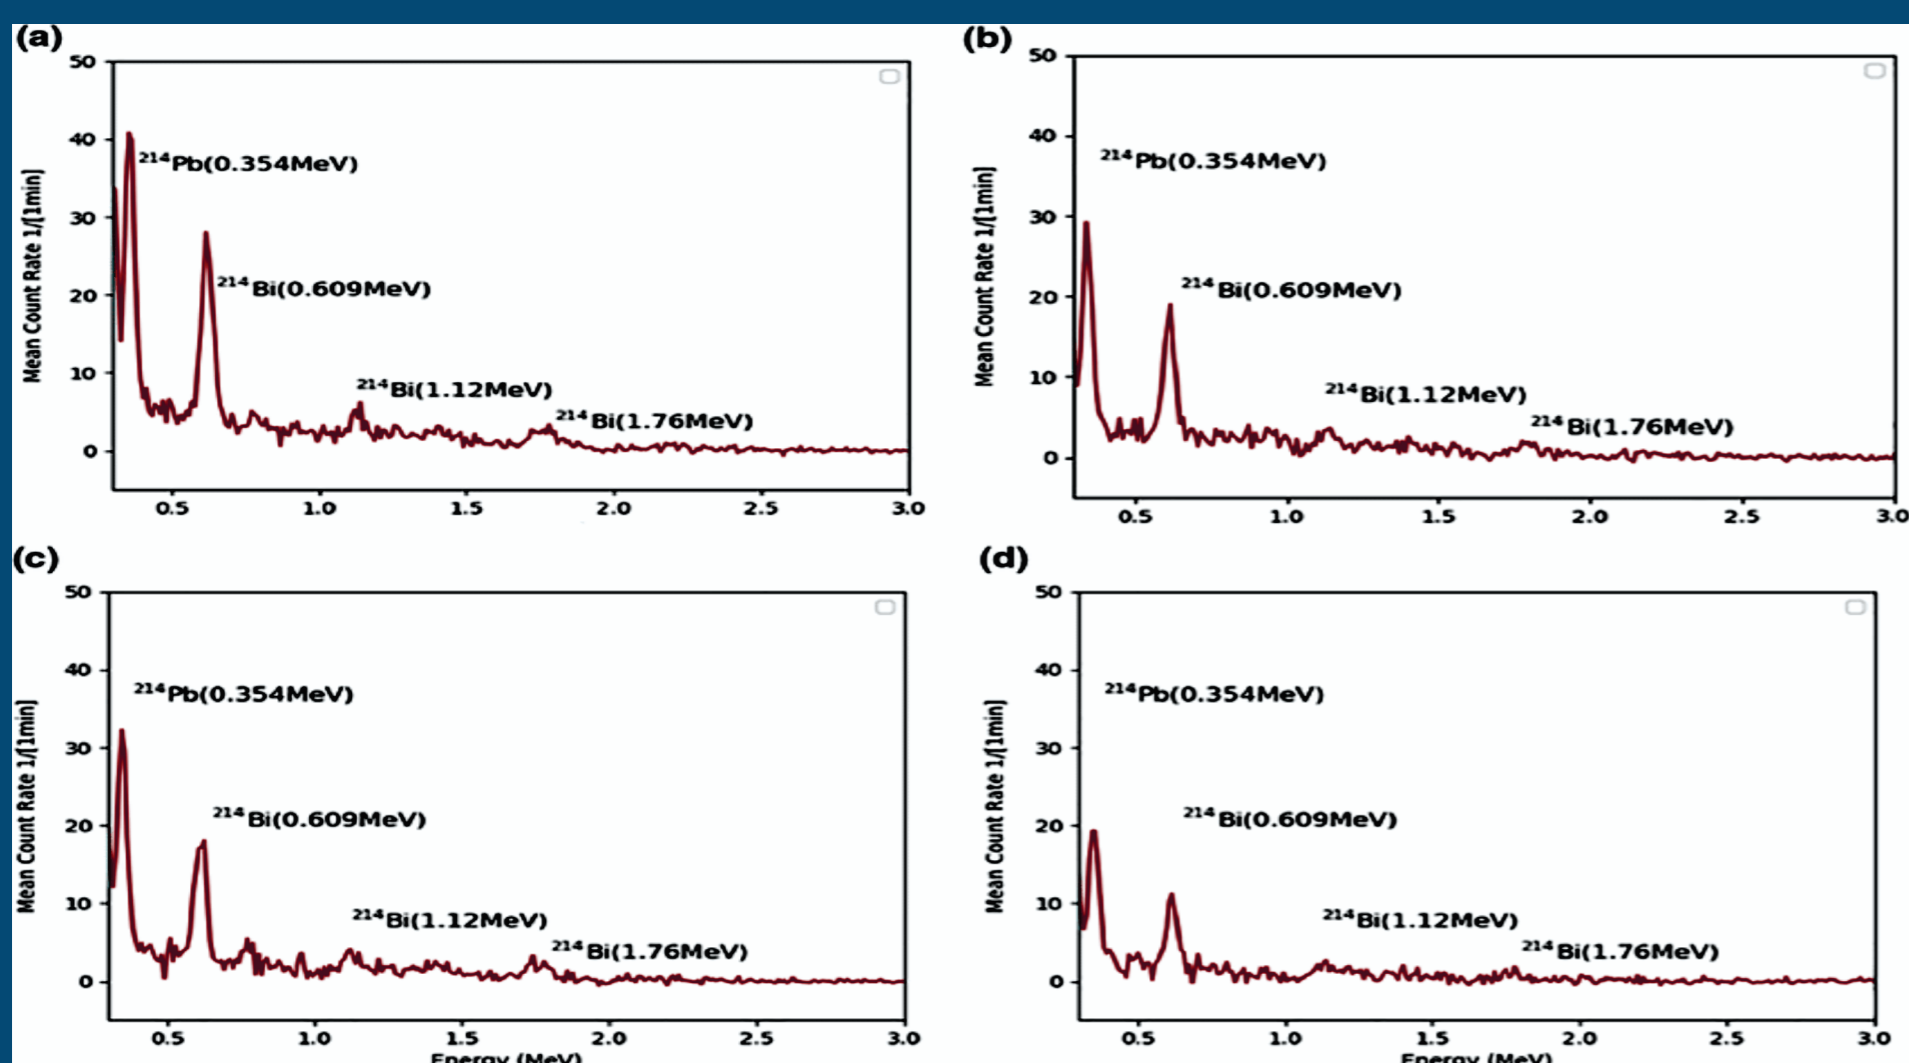 (a)
50
40
30
20
10
0
Mean Count Rate 1/[1min]
²¹⁴Pb(0.354MeV)
²¹⁴Bi(0.609MeV)
²¹⁴Bi(1.12MeV)
²¹⁴Bi(1.76MeV)
0.5 1.0 1.5 2.0 2.5 3.0
(b)
50
40
30
20
10
0
Mean Count Rate 1/[1min]
²¹⁴Pb(0.354MeV)
²¹⁴Bi(0.609MeV)
²¹⁴Bi(1.12MeV)
²¹⁴Bi(1.76MeV)
0.5 1.0 1.5 2.0 2.5 3.0
(c)
50
40
30
20
10
0
Mean Count Rate 1/[1min]
²¹⁴Pb(0.354MeV)
²¹⁴Bi(0.609MeV)
²¹⁴Bi(1.12MeV)
²¹⁴Bi(1.76MeV)
0.5 1.0 1.5 2.0 2.5 3.0
Energy (MeV)
(d)
50
40
30
20
10
0
Mean Count Rate 1/[1min]
²¹⁴Pb(0.354MeV)
²¹⁴Bi(0.609MeV)
²¹⁴Bi(1.12MeV)
²¹⁴Bi(1.76MeV)
0.5 1.0 1.5 2.0 2.5 3.0
Energy (MeV)